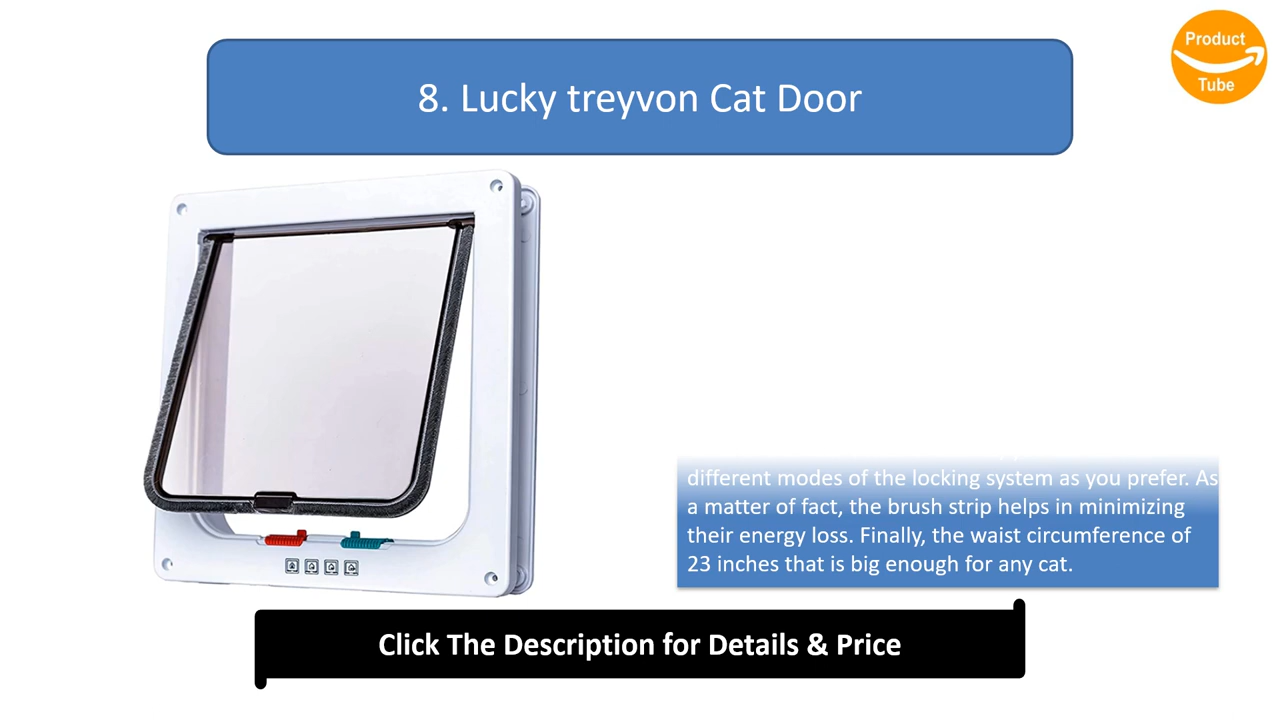 Product
Tube
8. Lucky treyvon Cat Door
different modes of the locking system as you prefer. As
a matter of fact, the brush strip helps in minimizing
their energy loss. Finally, the waist circumference of
23 inches that is big enough for any cat.
Click The Description for Details & Price